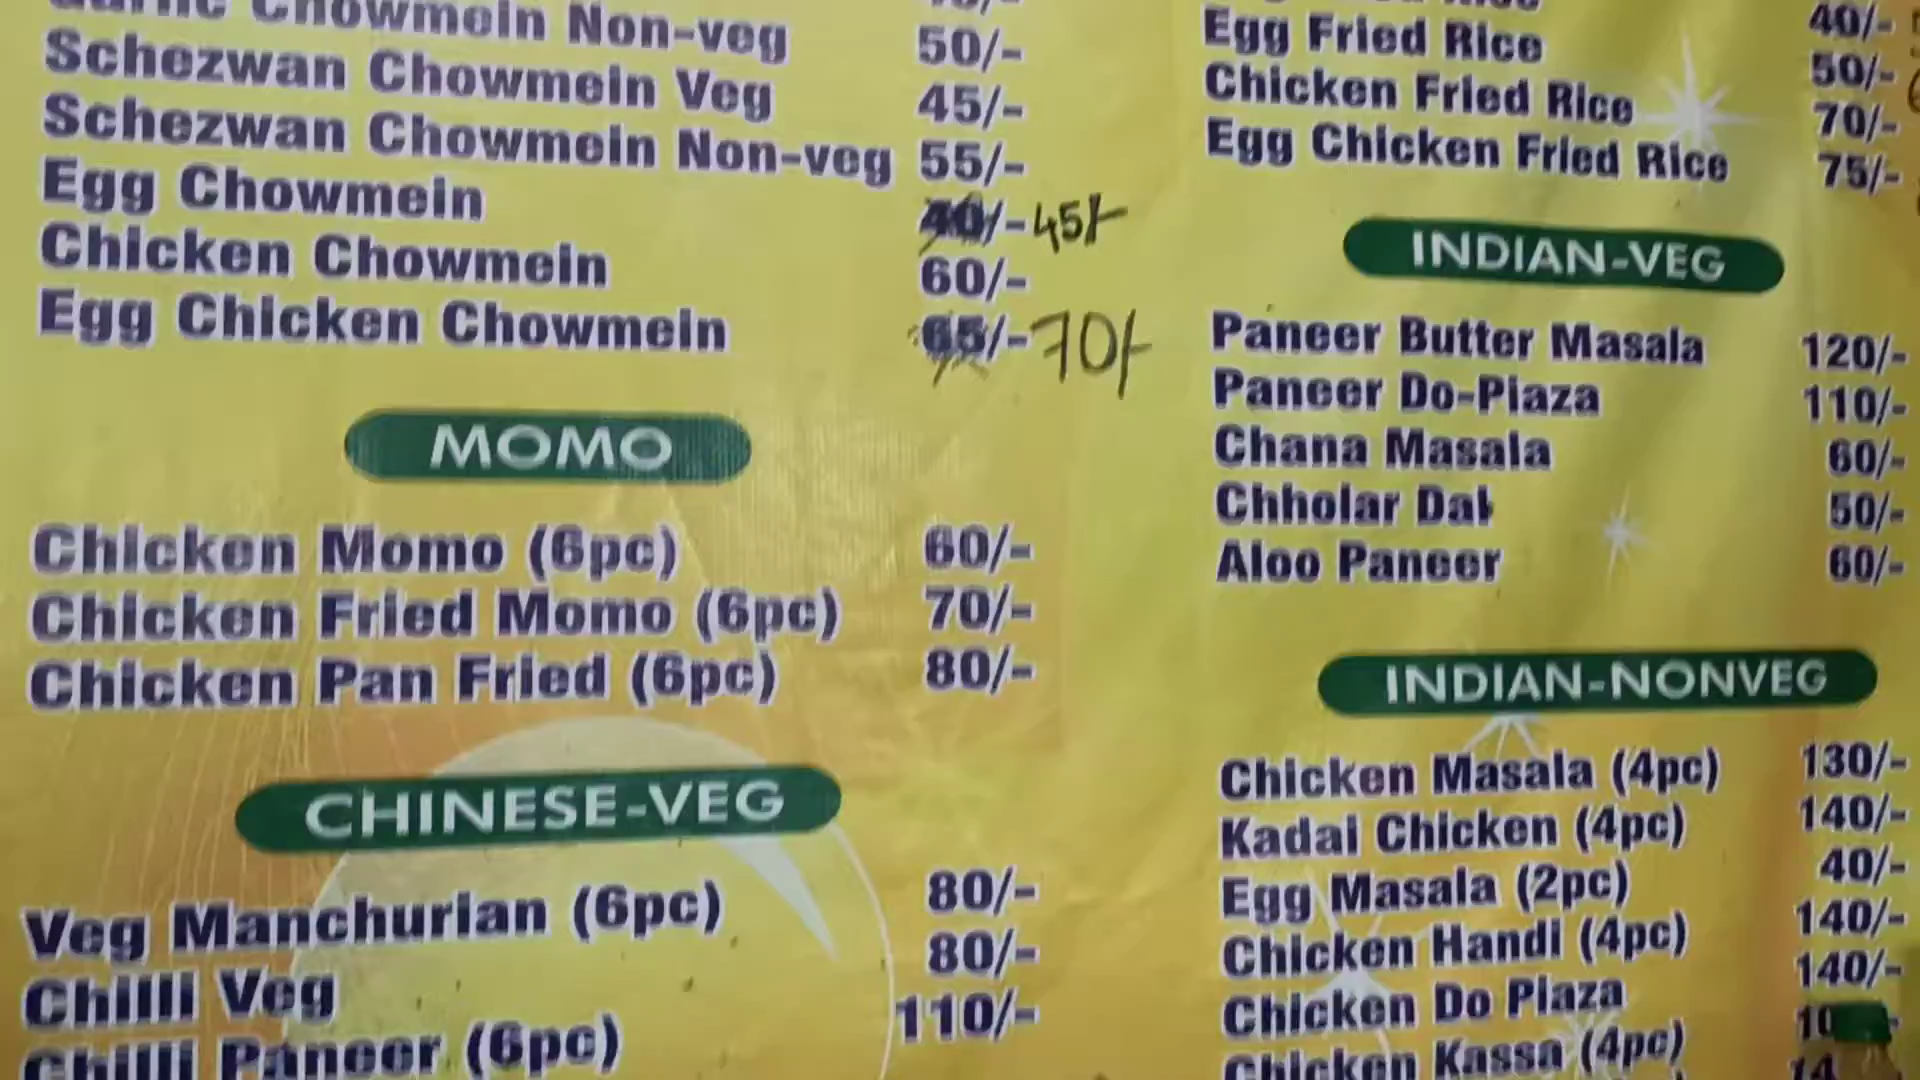 Chowmein Non-veg 50/-
Schezwan Chowmein Veg 45/-
Schezwan Chowmein Non-veg 55/-
Egg Chowmein 40/- 45/-
Chicken Chowmein 60/-
Egg Chicken Chowmein 65/- 70/-
MOMO
Chicken Momo (6pc) 60/-
Chicken Fried Momo (6pc) 70/-
Chicken Pan Fried (6pc) 80/-
CHINESE-VEG
Veg Manchurian (6pc) 80/-
Chilli Veg 80/-
Chilli Paneer (6pc) 110/-
40/-
Egg Fried Rice 50/-
Chicken Fried Rice 70/-
Egg Chicken Fried Rice 75/-
INDIAN-VEG
Paneer Butter Masala 120/-
Paneer Do-Plaza 110/-
Chana Masala 60/-
Chholar Dal 50/-
Aloo Paneer 60/-
INDIAN-NONVEG
Chicken Masala (4pc) 130/-
Kadai Chicken (4pc) 140/-
Egg Masala (2pc) 40/-
Chicken Handi (4pc) 140/-
Chicken Do Plaza 140/-
Chicken Kassa (4pc)